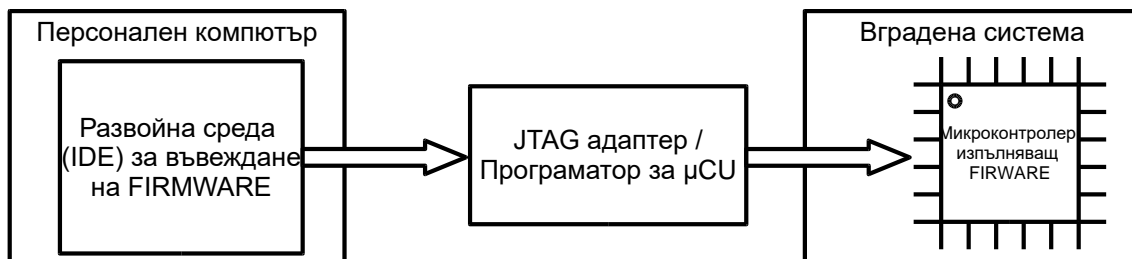 Персонален компютър
Развойна среда
(IDE) за въвеждане
на FIRMWARE
JTAG адаптер /
Програматор за µCU
Вградена система
Микроконтролер
изпълняващ
FIRWARE